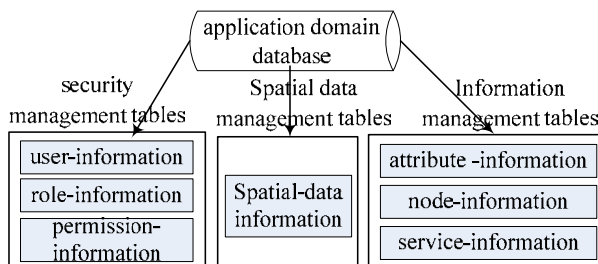 application domain
database
security
management tables
Spatial data
management tables
Information
management tables
user-information
role-information
permission-
information
Spatial-data
information
attribute -information
node-information
service-information